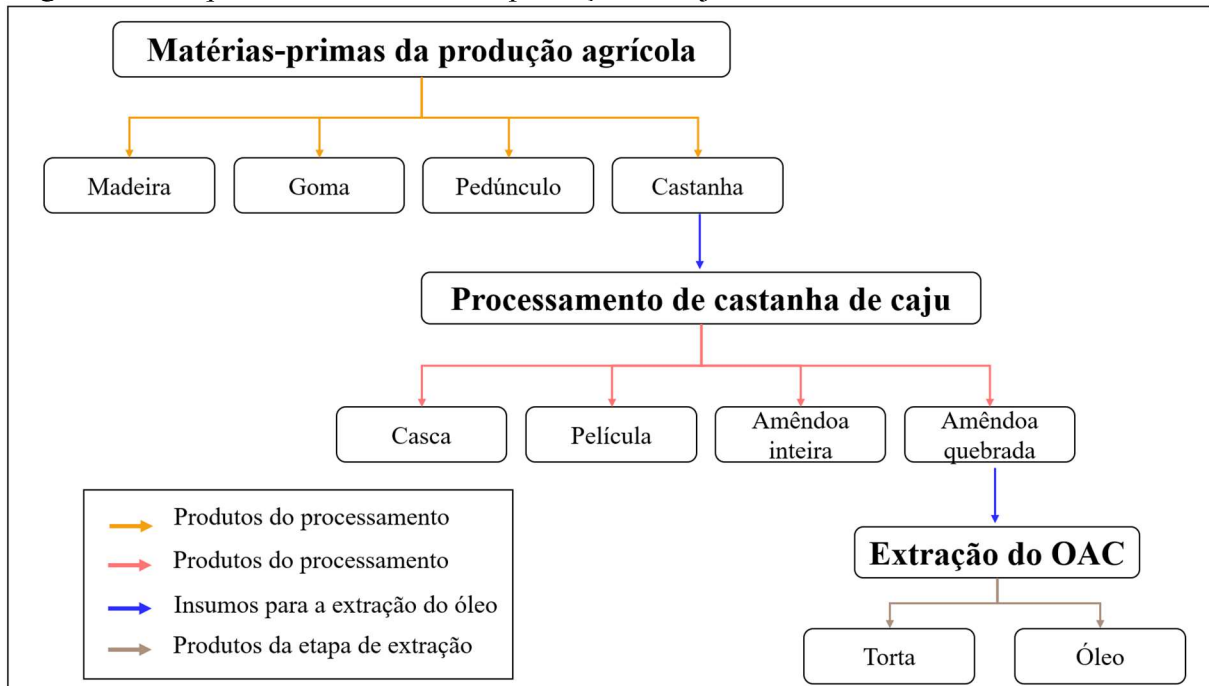 Matérias-primas da produção agrícola
Madeira
Goma
Pedúnculo
Castanha
Processamento de castanha de caju
Casca
Película
Amêndoa
inteira
Amêndoa
quebrada
Produtos do processamento
Produtos do processamento
Insumos para a extração do óleo
Produtos da etapa de extração
Extração do OAC
Torta
Óleo